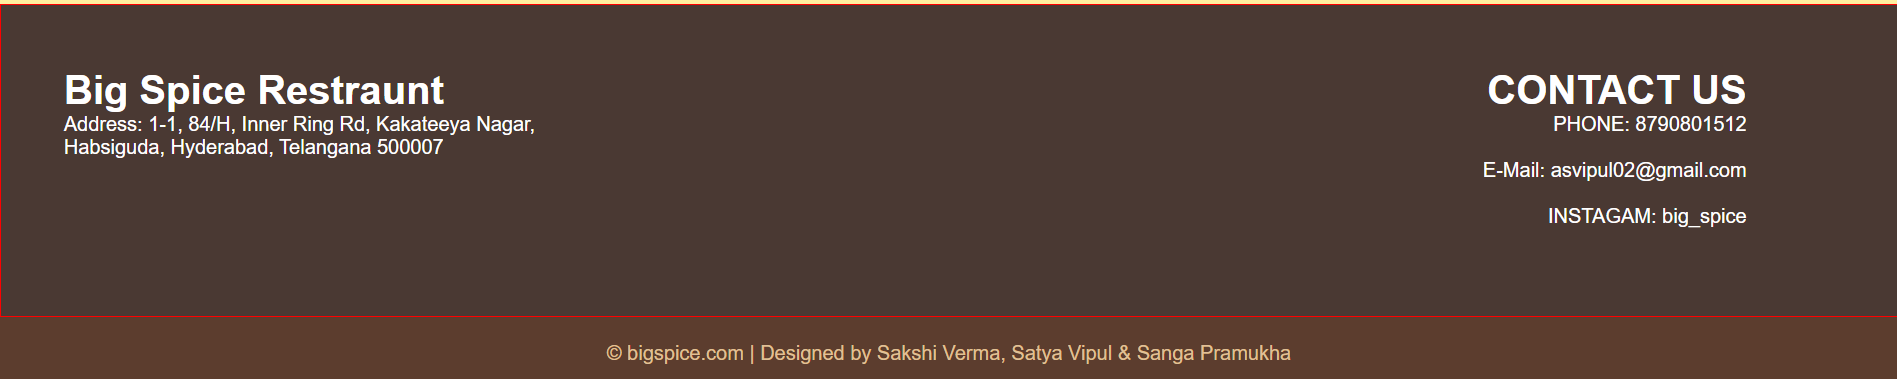 Big Spice Restraunt
Address: 1-1, 84/H, Inner Ring Rd, Kakateeya Nagar,
Habsiguda, Hyderabad, Telangana 500007
CONTACT US
PHONE: 8790801512
E-Mail: asvipul02@gmail.com
INSTAGAM: big_spice
© bigspice.com | Designed by Sakshi Verma, Satya Vipul & Sanga Pramukha